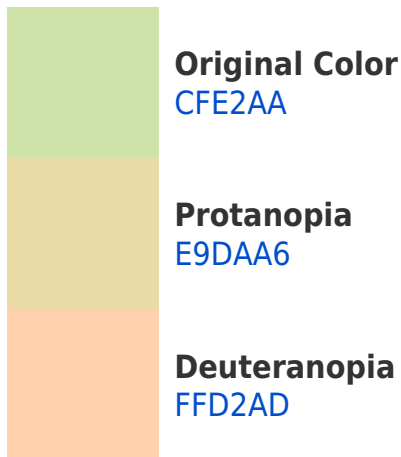 Original Color
CFE2AA
Protanopia
E9DAA6
Deuteranopia
FFD2AD